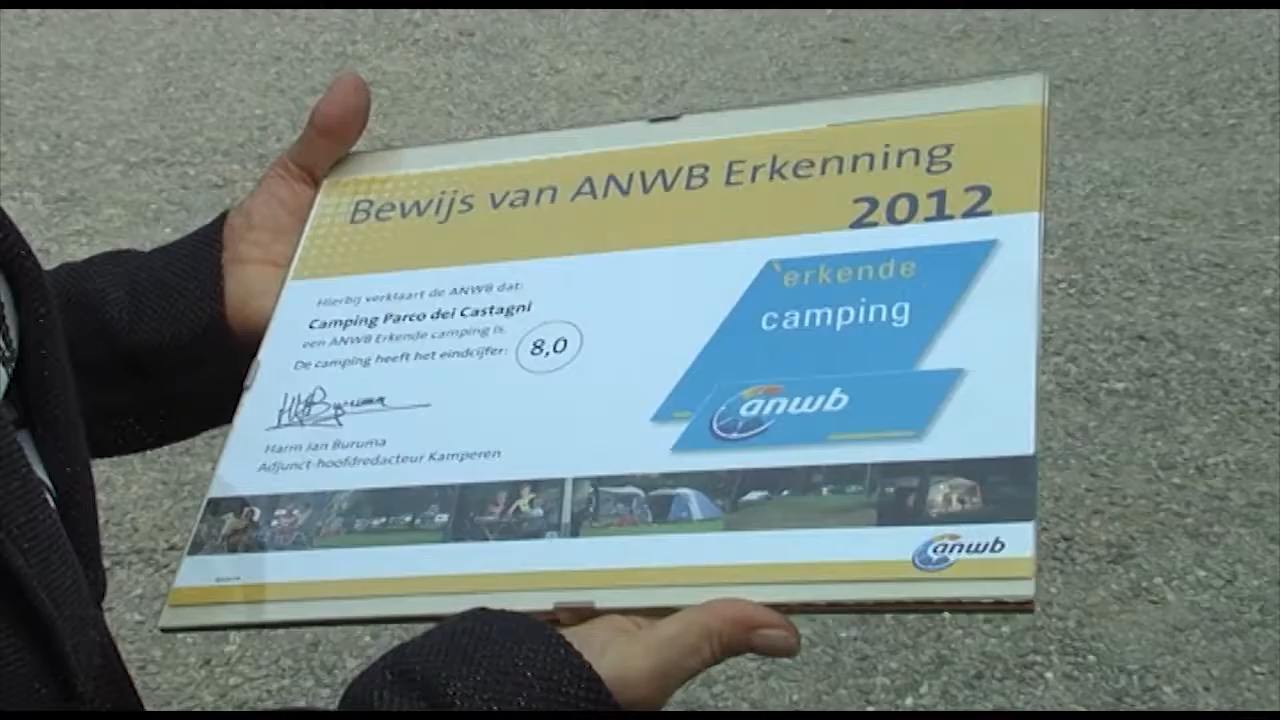 Bewijs van ANWB Erkenning
2012
Hierbij verklaart de ANWB dat:
Camping Parco dei Castagni
een ANWB Erkende camping is.
De camping heeft het eindcijfer: 8,0
Harm Jan Buruma
Adjunct-hoofdredacteur Kamperen
erkende
camping
anwb
anwb